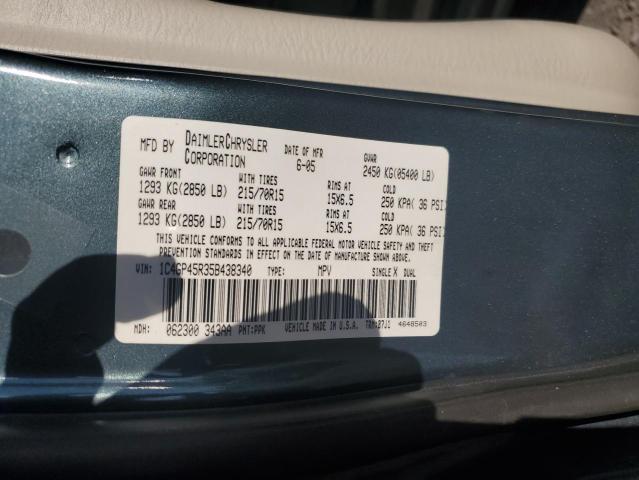 MFD BY DAIMLERCHRYSLER CORPORATION DATE OF MFR 6-05 GVWR 2450 KG(05400 LB)
GAWR FRONT WITH TIRES RIMS AT COLD
1293 KG(2850 LB) 215/70R15 15X6.5 250 KPA( 36 PSI)
GAWR REAR WITH TIRES RIMS AT COLD
1293 KG(2850 LB) 215/70R15 15X6.5 250 KPA( 36 PSI)
THIS VEHICLE CONFORMS TO ALL APPLICABLE FEDERAL MOTOR VEHICLE SAFETY AND THEFT
PREVENTION STANDARDS IN EFFECT ON THE DATE OF MANUFACTURE SHOWN ABOVE.
VIN: 1C4GP45R35B438340 TYPE: MPV SINGLE X DUAL
MDH: 062300 343AA PNT:PPK VEHICLE MADE IN U.S.A. TRM:27J1 4648503